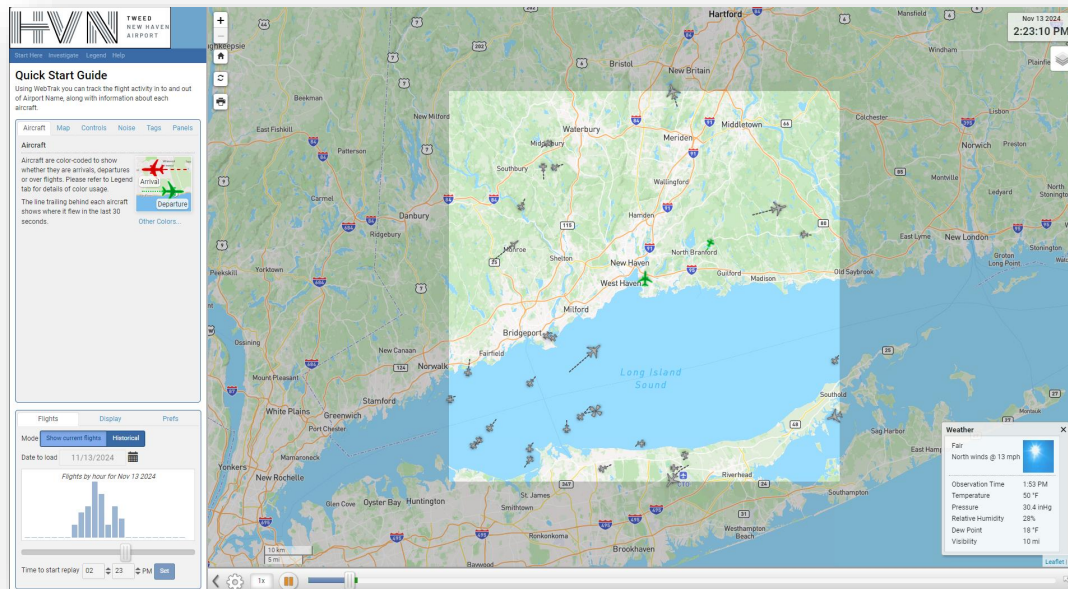 HVN TWEED
NEW HAVEN
AIRPORT
Start Here Investigate Legend Help
Quick Start Guide
Using WebTrak you can track the flight activity in to and out
of Airport Name, along with information about each
aircraft.
Aircraft Map Controls Noise Tags Panels
Aircraft
Aircraft are color-coded to show
whether they are arrivals, departures
or over flights. Please refer to Legend
tab for details of color usage.
The line trailing behind each aircraft
shows where it flew in the last 30
seconds.
Arrival
Departure
Other Colors...
Flights Display Prefs
Mode Show current flights Historical
Date to load 11/13/2024
Flights by hour for Nov 13 2024
Time to start replay 02 23 PM Set
+
−
Nov 13 2024
2:23:10 PM
Hartford
Mansfield
Windham
Plainfie
Bristol
New Britain
Beekman
New Milford
Waterbury
Middlebury
Meriden
Middletown
Colchester
Lisbon
Norwich
Preston
East Fishkill
Patterson
Southbury
Wallingford
Montville
Ledyard
North
Stonington
Carmel
Danbury
Ridgebury
Hamden
Monroe
Shelton
North Branford
East Lyme
New London
Stonington
Groton
Long Point
Peekskill
Yorktown
New Haven
West Haven
Guilford
Madison
Old Saybrook
Milford
Bridgeport
Ossining
New Canaan
Norwalk
Fairfield
Mount Pleasant
Stamford
Long Island
Sound
Southold
White Plains
Greenwich
Port Chester
Montauk
Sag Harbor
East Hamp
Yonkers
Mamaroneck
New Rochelle
Glen Cove
Oyster Bay
Huntington
St. James
Smithtown
Riverhead
Southampton
Ronkonkoma
Westhampton
Beach
Brookhaven
Baywood
10 km
5 mi
Weather
Fair
North winds @ 13 mph
Observation Time 1:53 PM
Temperature 50 °F
Pressure 30.4 inHg
Relative Humidity 28%
Dew Point 18 °F
Visibility 10 mi
Leaflet
1x